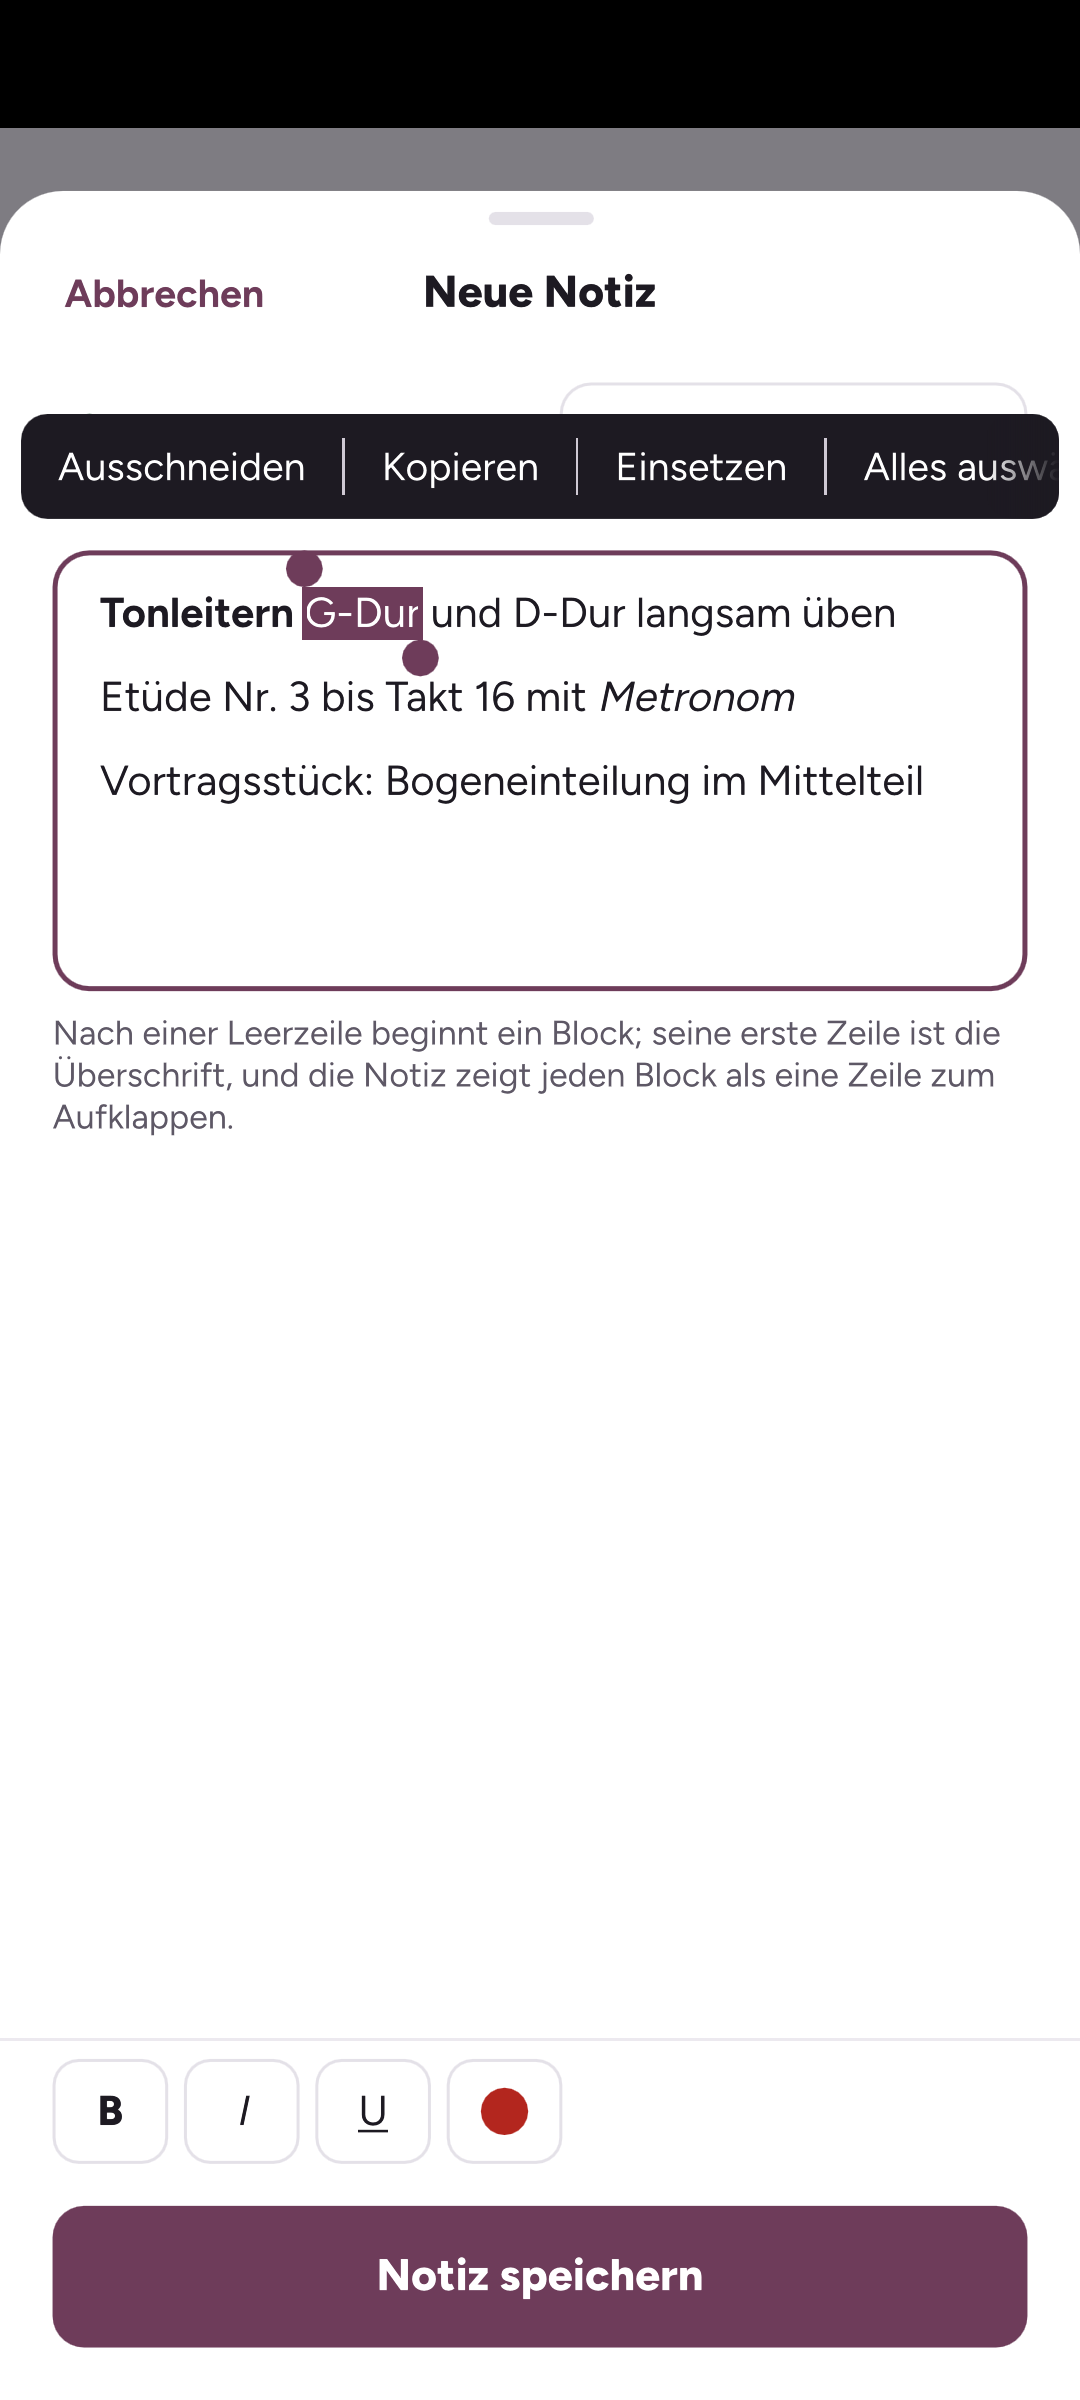 Abbrechen
Neue Notiz
Ausschneiden
Kopieren
Einsetzen
Alles
Tonleitern G-Dur und D-Dur langsam üben
Etüde Nr. 3 bis Takt 16 mit Metronom
Vortragsstück: Bogeneinteilung im Mittelteil
Nach einer Leerzeile beginnt ein Block; seine erste Zeile ist die
Überschrift, und die Notiz zeigt jeden Block als eine Zeile zum
Aufklappen.
B
I
U
Notiz speichern